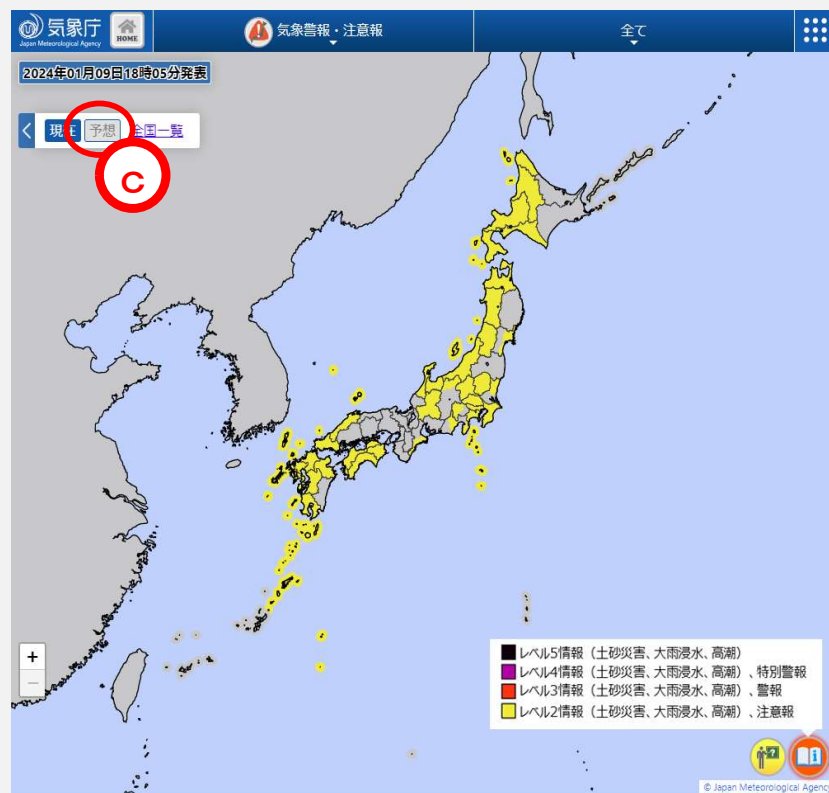 気象庁
Japan Meteorological Agency
HOME
気象警報・注意報
全て
2024年01月09日18時05分発表
現在 予想 全国一覧
C
+
−
レベル5情報（土砂災害、大雨浸水、高潮）
レベル4情報（土砂災害、大雨浸水、高潮）、特別警報
レベル3情報（土砂災害、大雨浸水、高潮）、警報
レベル2情報（土砂災害、大雨浸水、高潮）、注意報
© Japan Meteorological Agency